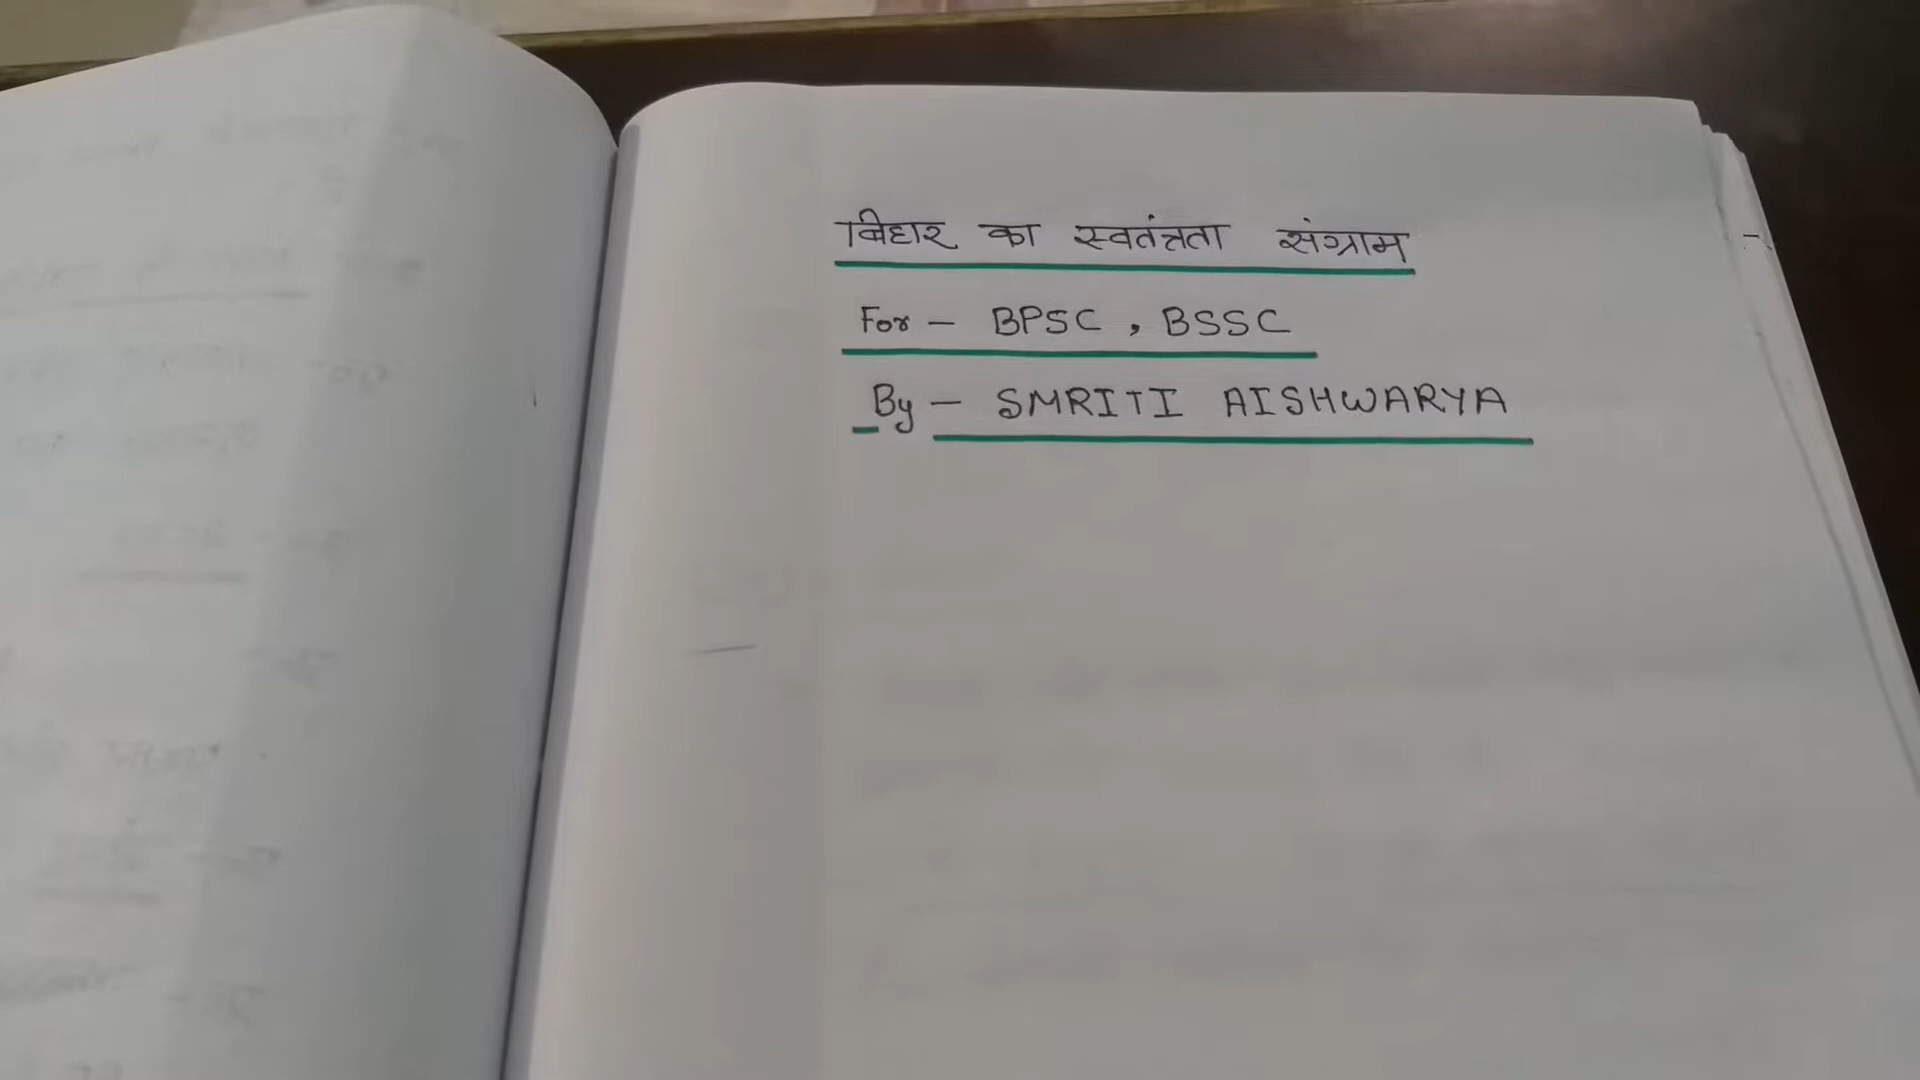 बिहार का स्वतंत्रता संग्राम
For - BPSC , BSSC
By - SMRITI AISHWARYA